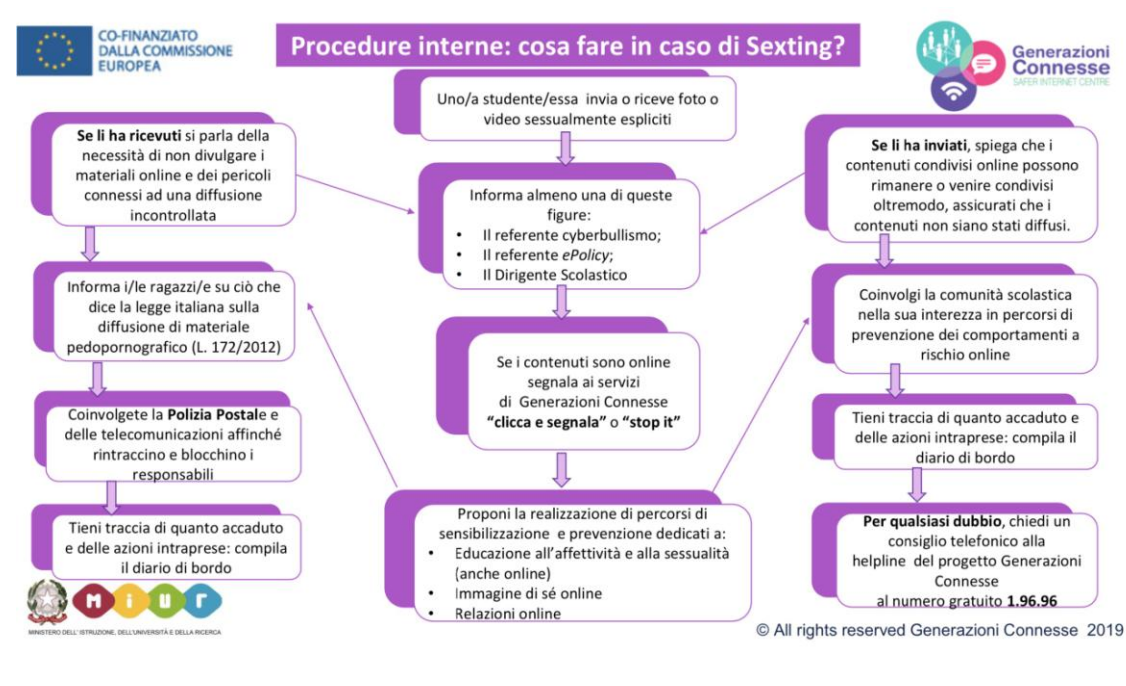 CO-FINANZIATO
DALLA COMMISSIONE
EUROPEA
Procedure interne: cosa fare in caso di Sexting?
Generazioni
Connesse
SAFER INTERNET CENTRE
Uno/a studente/essa invia o riceve foto o
video sessualmente espliciti
Informa almeno una di queste
figure:
• Il referente cyberbullismo;
• Il referente ePolicy;
• Il Dirigente Scolastico
Se i contenuti sono online
segnala ai servizi
di Generazioni Connesse
“clicca e segnala” o “stop it”
Proponi la realizzazione di percorsi di
sensibilizzazione e prevenzione dedicati a:
• Educazione all’affettività e alla sessualità
(anche online)
• Immagine di sé online
• Relazioni online
Se li ha ricevuti si parla della
necessità di non divulgare i
materiali online e dei pericoli
connessi ad una diffusione
incontrollata
Informa i/le ragazzi/e su ciò che
dice la legge italiana sulla
diffusione di materiale
pedopornografico (L. 172/2012)
Coinvolgete la Polizia Postale e
delle telecomunicazioni affinché
rintraccino e blocchino i
responsabili
Tieni traccia di quanto accaduto
e delle azioni intraprese: compila
il diario di bordo
Se li ha inviati, spiega che i
contenuti condivisi online possono
rimanere o venire condivisi
oltremodo, assicurati che i
contenuti non siano stati diffusi.
Coinvolgi la comunità scolastica
nella sua interezza in percorsi di
prevenzione dei comportamenti a
rischio online
Tieni traccia di quanto accaduto e
delle azioni intraprese: compila il
diario di bordo
Per qualsiasi dubbio, chiedi un
consiglio telefonico alla
helpline del progetto Generazioni
Connesse
al numero gratuito 1.96.96
miur
MINISTERO DELL'ISTRUZIONE, DELL'UNIVERSITÀ E DELLA RICERCA
© All rights reserved Generazioni Connesse 2019